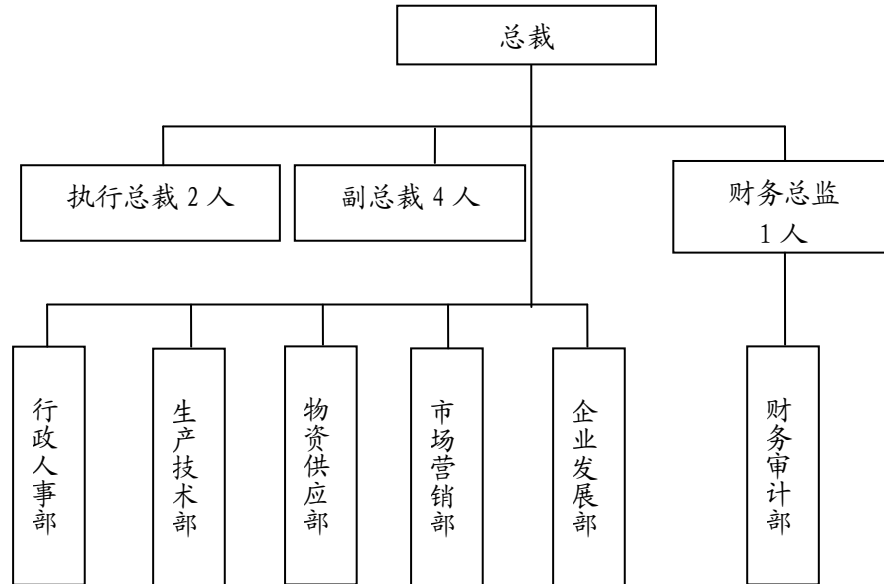 总裁
执行总裁 2 人
副总裁 4 人
财务总监
1 人
行政人事部
生产技术部
物资供应部
市场营销部
企业发展部
财务审计部